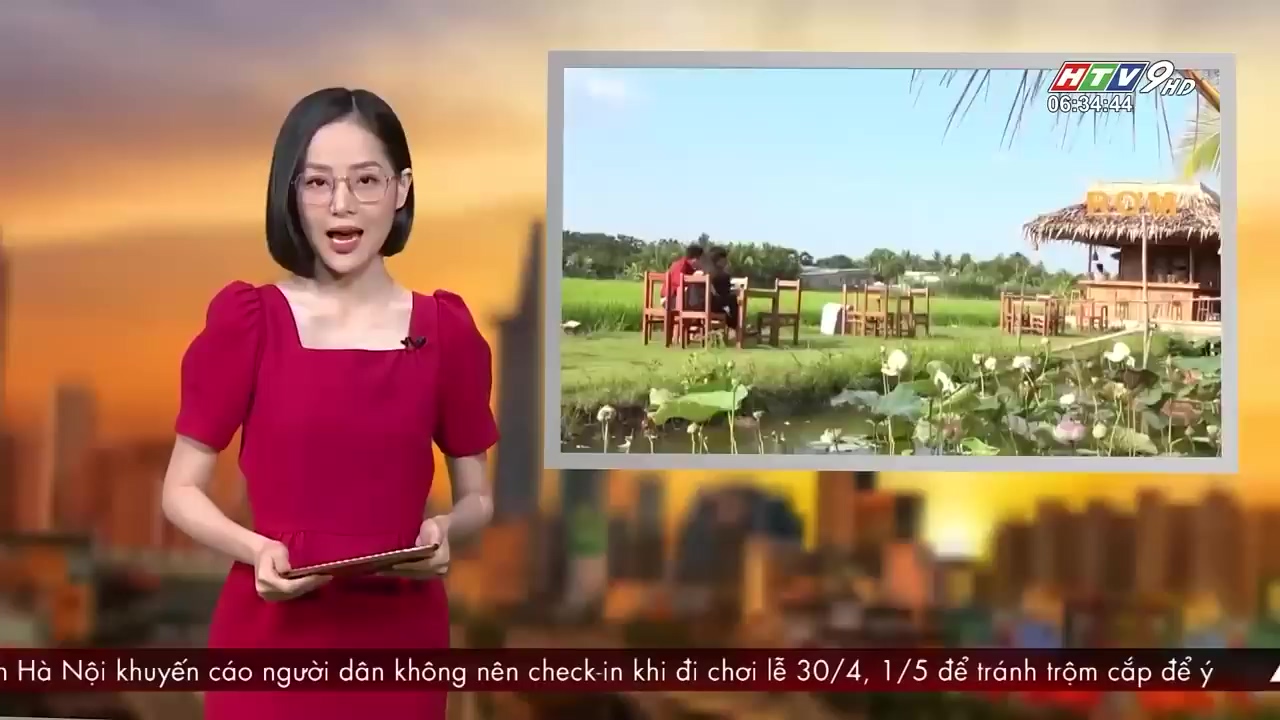 HTV9HD
06:34:44
RƠM
Hà Nội khuyến cáo người dân không nên check-in khi đi chơi lễ 30/4, 1/5 để tránh trộm cắp để ý